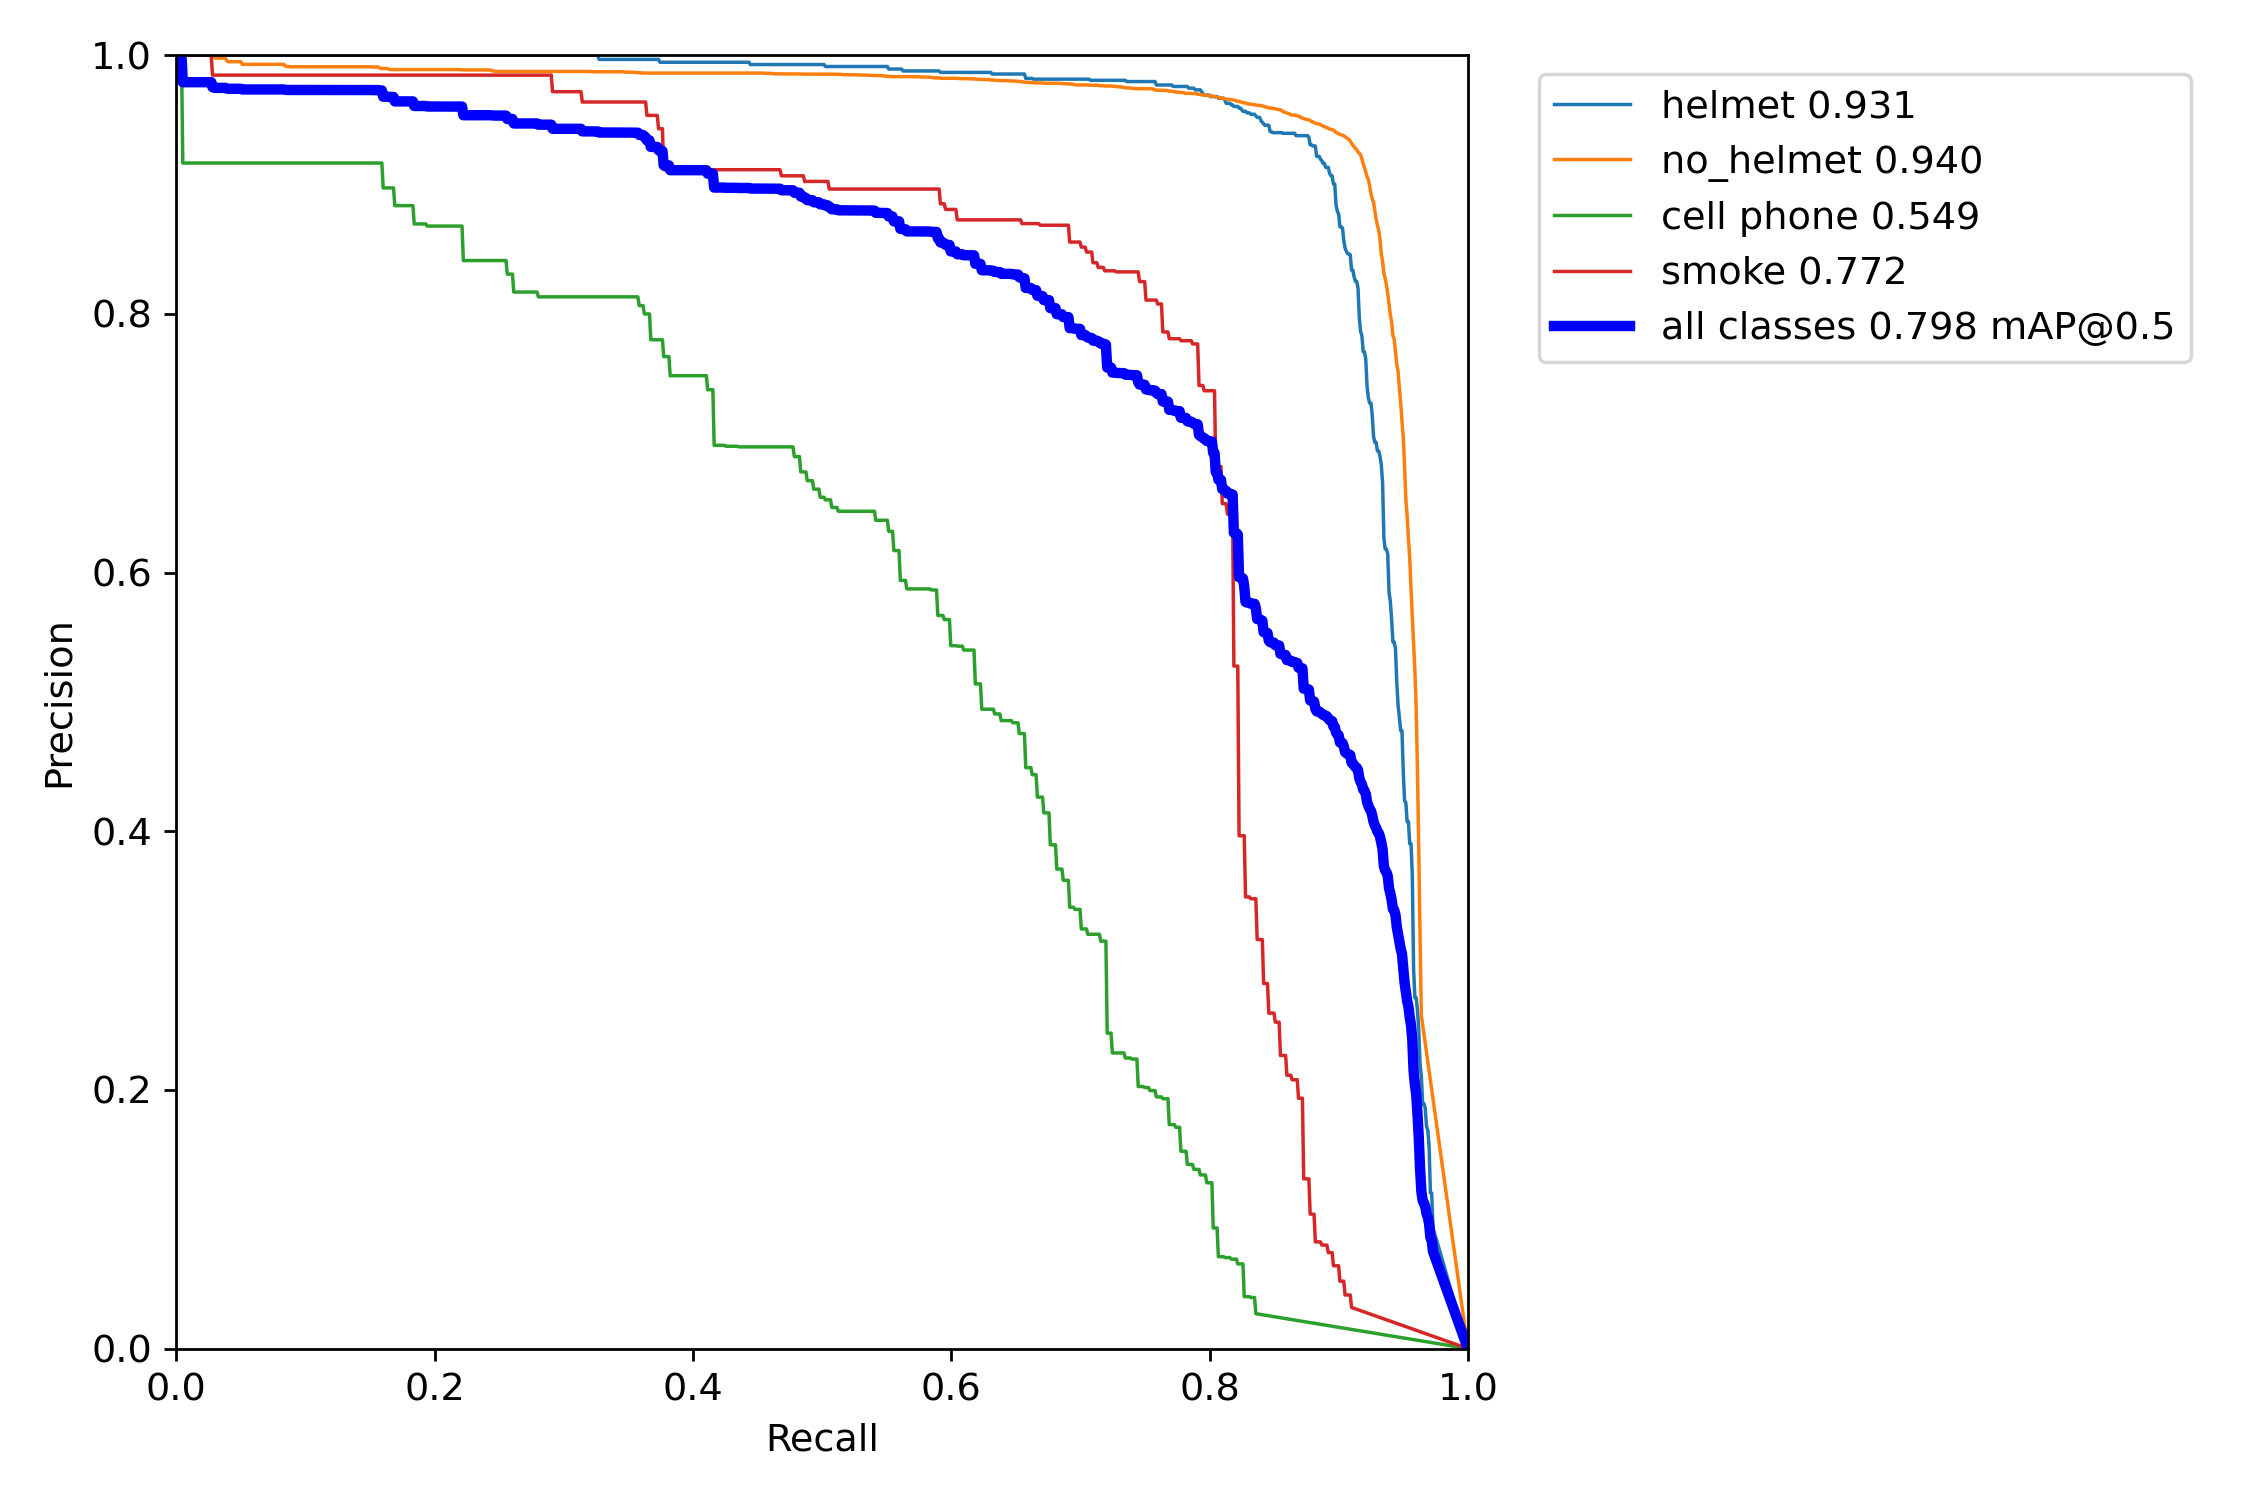 1.0
0.8
0.6
0.4
0.2
0.0
Precision
0.0 0.2 0.4 0.6 0.8 1.0
Recall
helmet 0.931
no_helmet 0.940
cell phone 0.549
smoke 0.772
all classes 0.798 mAP@0.5